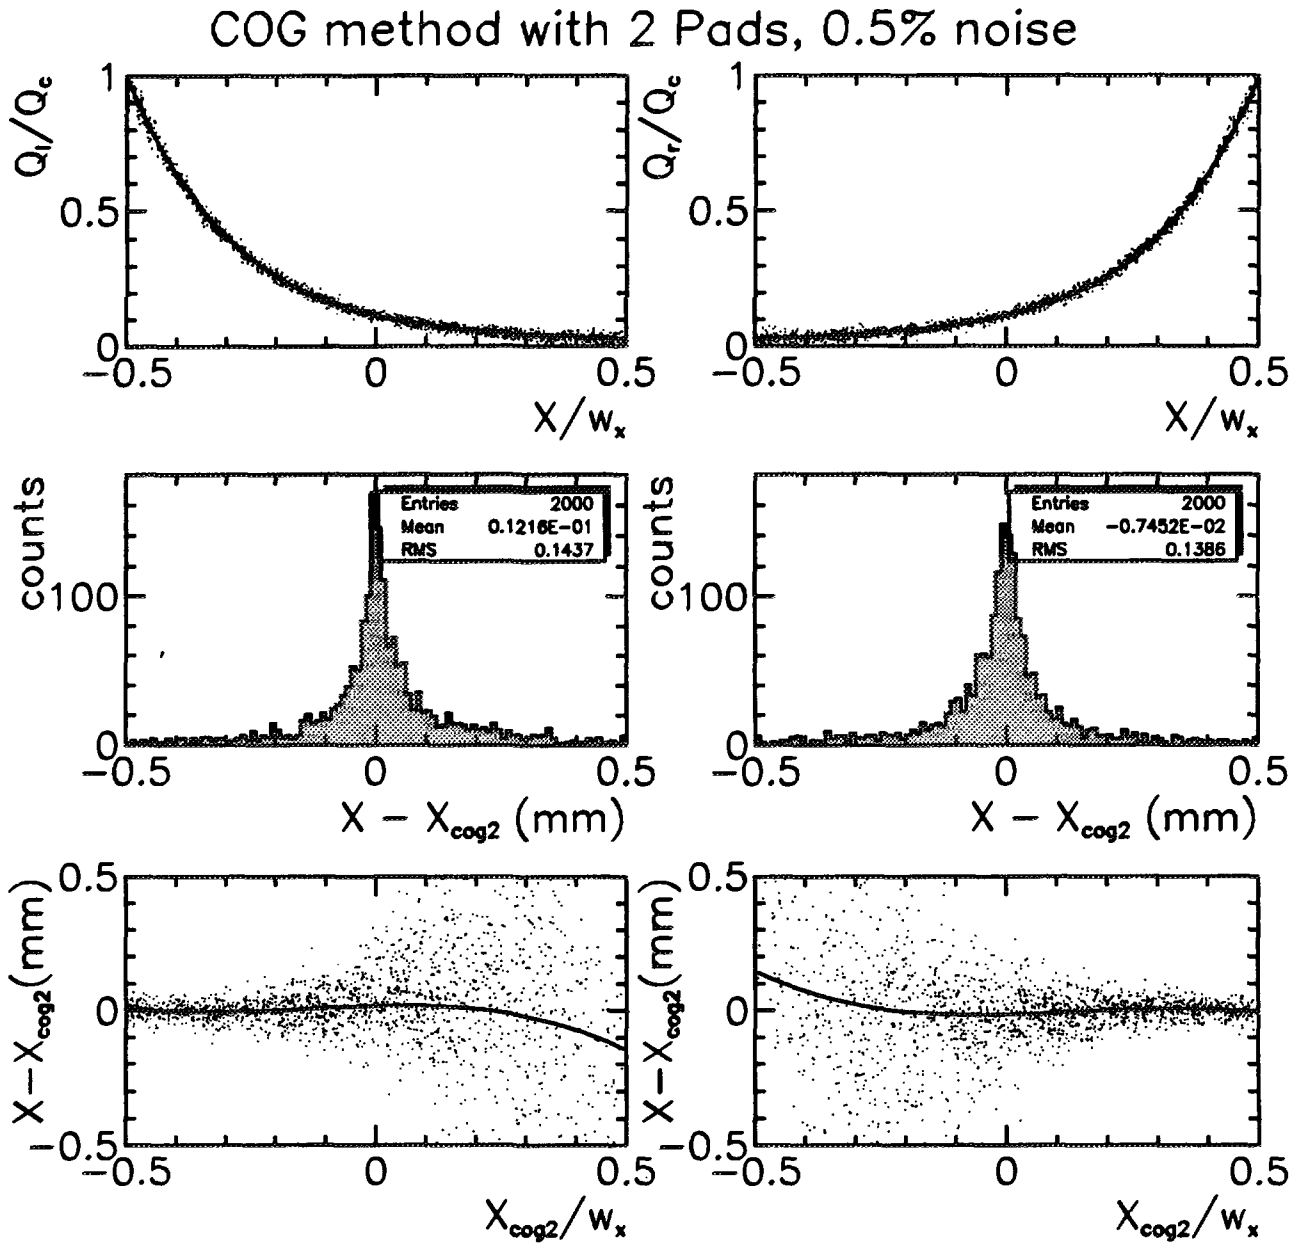 COG method with 2 Pads, 0.5% noise
Q_l/Q_c
1
0.5
0
-0.5
0
0.5
X/w_x
Q_r/Q_c
1
0.5
0
-0.5
0
0.5
X/w_x
counts
100
0
Entries 2000
Mean 0.1216E-01
RMS 0.1437
-0.5
0
0.5
X - X_cog2 (mm)
counts
100
0
Entries 2000
Mean -0.7452E-02
RMS 0.1386
-0.5
0
0.5
X - X_cog2 (mm)
X-X_cog2(mm)
0.5
0
-0.5
-0.5
0
0.5
X_cog2/w_x
X-X_cog2(mm)
0.5
0
-0.5
-0.5
0
0.5
X_cog2/w_x